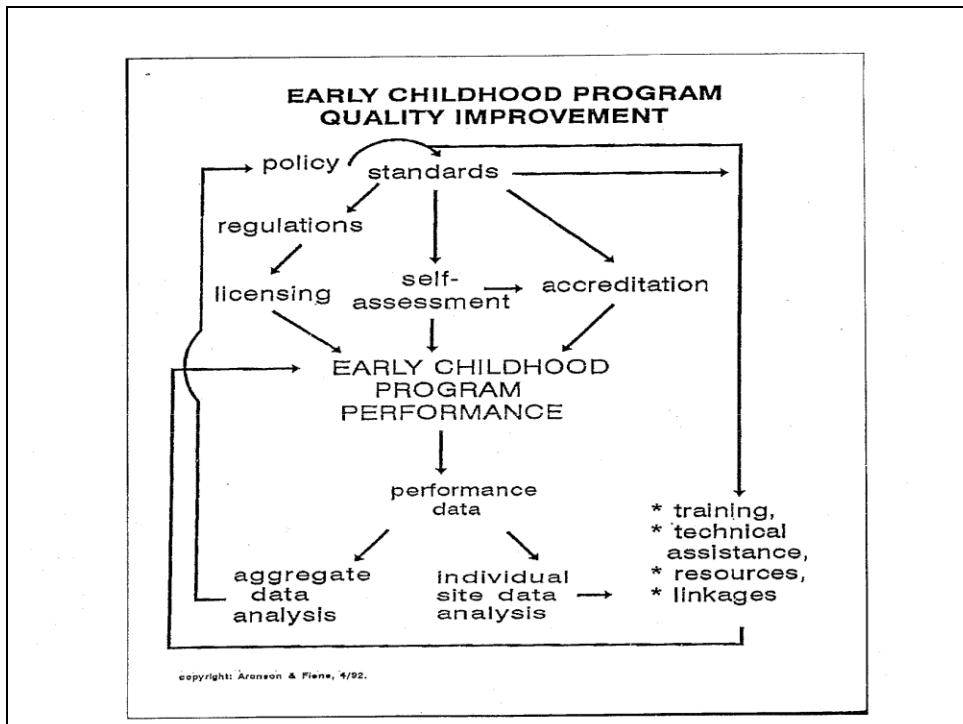 EARLY CHILDHOOD PROGRAM
QUALITY IMPROVEMENT
policy
standards
regulations
licensing
self-
assessment
accreditation
EARLY CHILDHOOD
PROGRAM
PERFORMANCE
performance
data
aggregate
data
analysis
individual
site data
analysis
* training,
* technical
assistance,
* resources,
* linkages
copyright: Aronson & Fiene, 4/92.